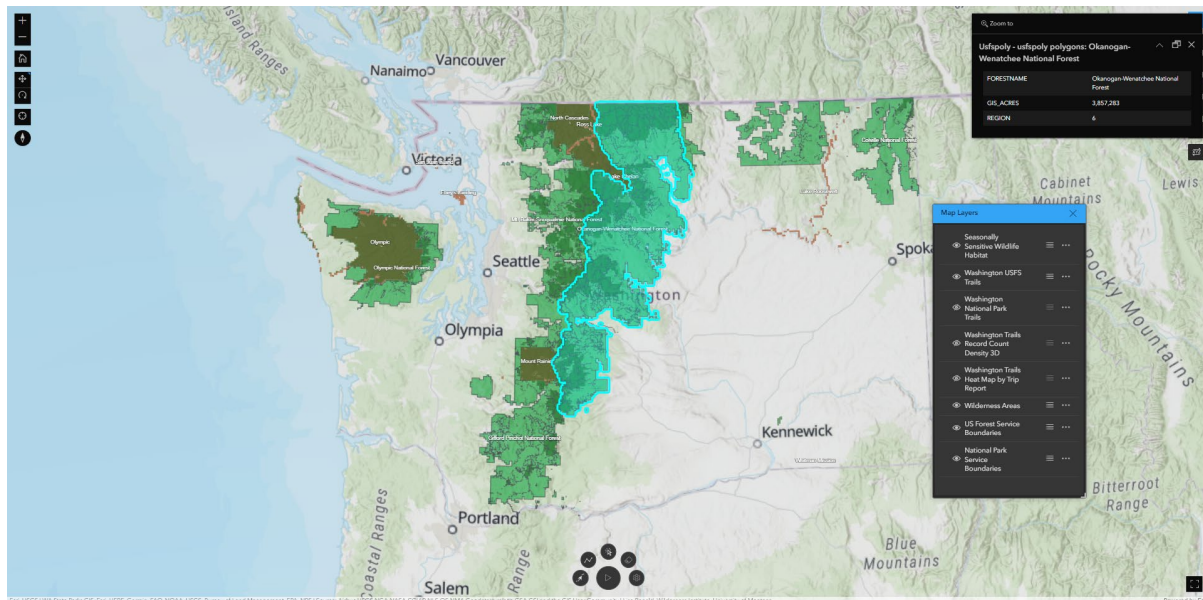 Zoom to
Usfspoly - usfspoly polygons: Okanogan-
Wenatchee National Forest
FORESTNAME
Okanogan-Wenatchee National
Forest
GIS_ACRES
3,857,283
REGION
6
Island Ranges
Vancouver
Nanaimo
North Cascades
Ross Lake
Victoria
Lake Chelan
Colville National Forest
Cabinet
Mountains
Lewis
Okanogan-Wenatchee National Forest
Olympic
Olympic National Forest
Seattle
Spoka
Washington
Rocky Mountains
Olympia
Mount Rainier
Gifford Pinchot National Forest
Kennewick
Portland
Coastal Ranges
Range
Salem
Blue
Mountains
Bitterroot
Range
Map Layers
Seasonally
Sensitive Wildlife
Habitat
Washington USFS
Trails
Washington
National Park
Trails
Washington Trails
Record Count
Density 3D
Washington Trails
Heat Map by Trip
Report
Wilderness Areas
US Forest Service
Boundaries
National Park
Service
Boundaries